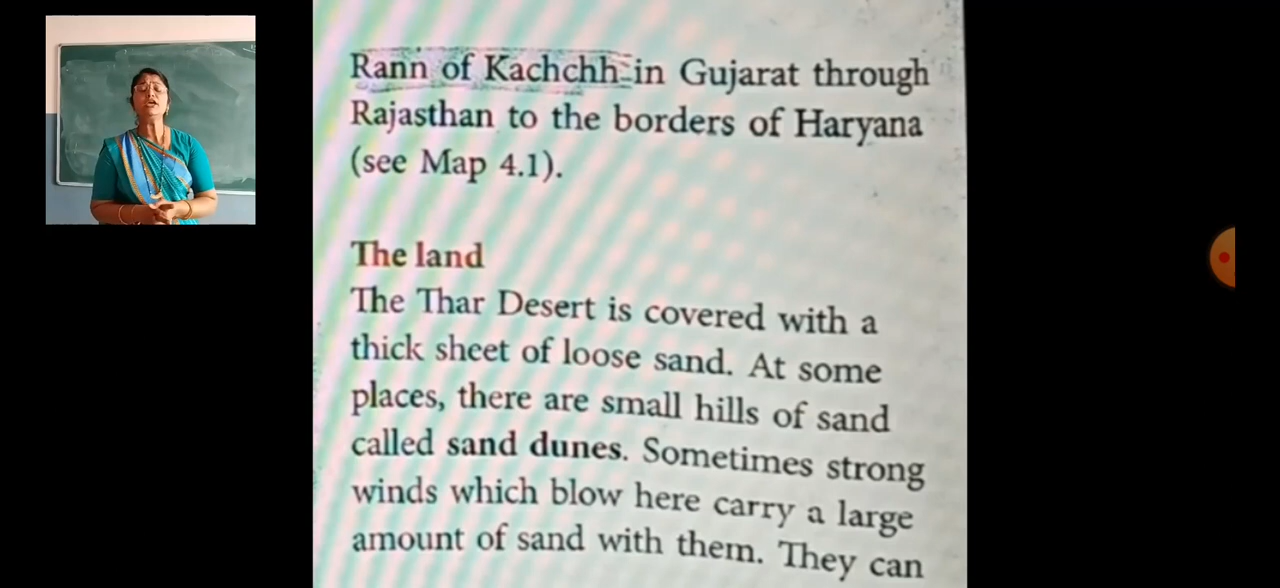 Rann of Kachchh in Gujarat through
Rajasthan to the borders of Haryana
(see Map 4.1).
The land
The Thar Desert is covered with a
thick sheet of loose sand. At some
places, there are small hills of sand
called sand dunes. Sometimes strong
winds which blow here carry a large
amount of sand with them. They can